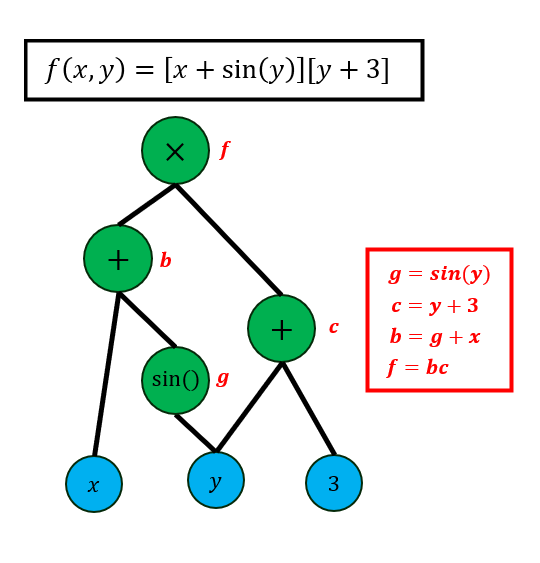 f(x, y) = [x + sin(y)][y + 3]
× f
+ b
+ c
sin() g
x
y
3
g = sin(y)
c = y + 3
b = g + x
f = bc